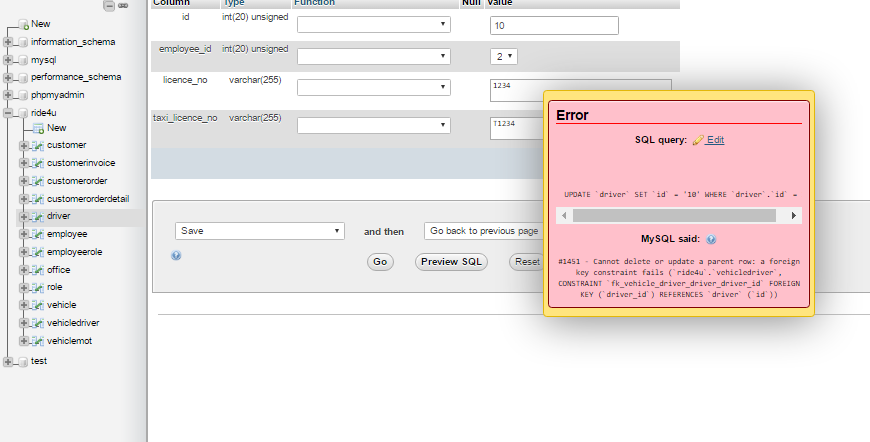 New
information_schema
mysql
performance_schema
phpmyadmin
ride4u
New
customer
customerinvoice
customerorder
customerorderdetail
driver
employee
employeerole
office
role
vehicle
vehicledriver
vehiclemot
test
Column Type Function Null Value
id int(20) unsigned 10
employee_id int(20) unsigned 2
licence_no varchar(255) 1234
taxi_licence_no varchar(255) T1234
Save and then Go back to previous page
Go Preview SQL Reset
Error
SQL query: Edit
UPDATE `driver` SET `id` = '10' WHERE `driver`.`id` =
MySQL said:
#1451 - Cannot delete or update a parent row: a foreign
key constraint fails (`ride4u`.`vehicledriver`,
CONSTRAINT `fk_vehicle_driver_driver_driver_id` FOREIGN
KEY (`driver_id`) REFERENCES `driver` (`id`))